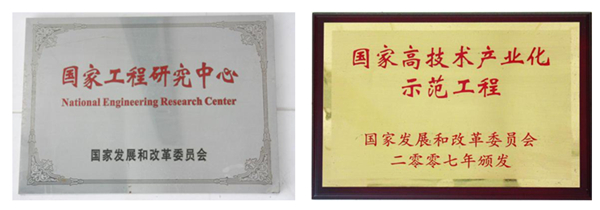 国家工程研究中心
National Engineering Research Center
国家发展和改革委员会
国家高技术产业化
示范工程
国家发展和改革委员会
二零零七年颁发